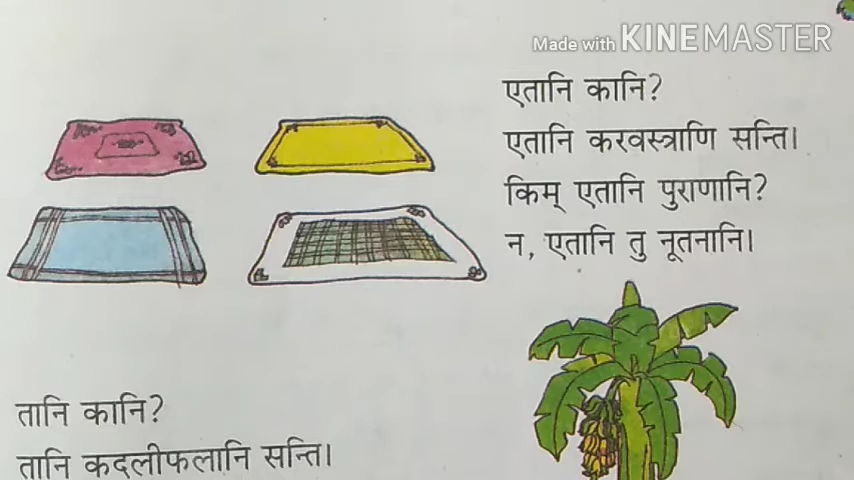 Made with KINEMASTER
एतानि कानि?
एतानि करवस्त्राणि सन्ति।
किम् एतानि पुराणानि?
न, एतानि तु नूतनानि।
तानि कानि?
तानि कदलीफलानि सन्ति।